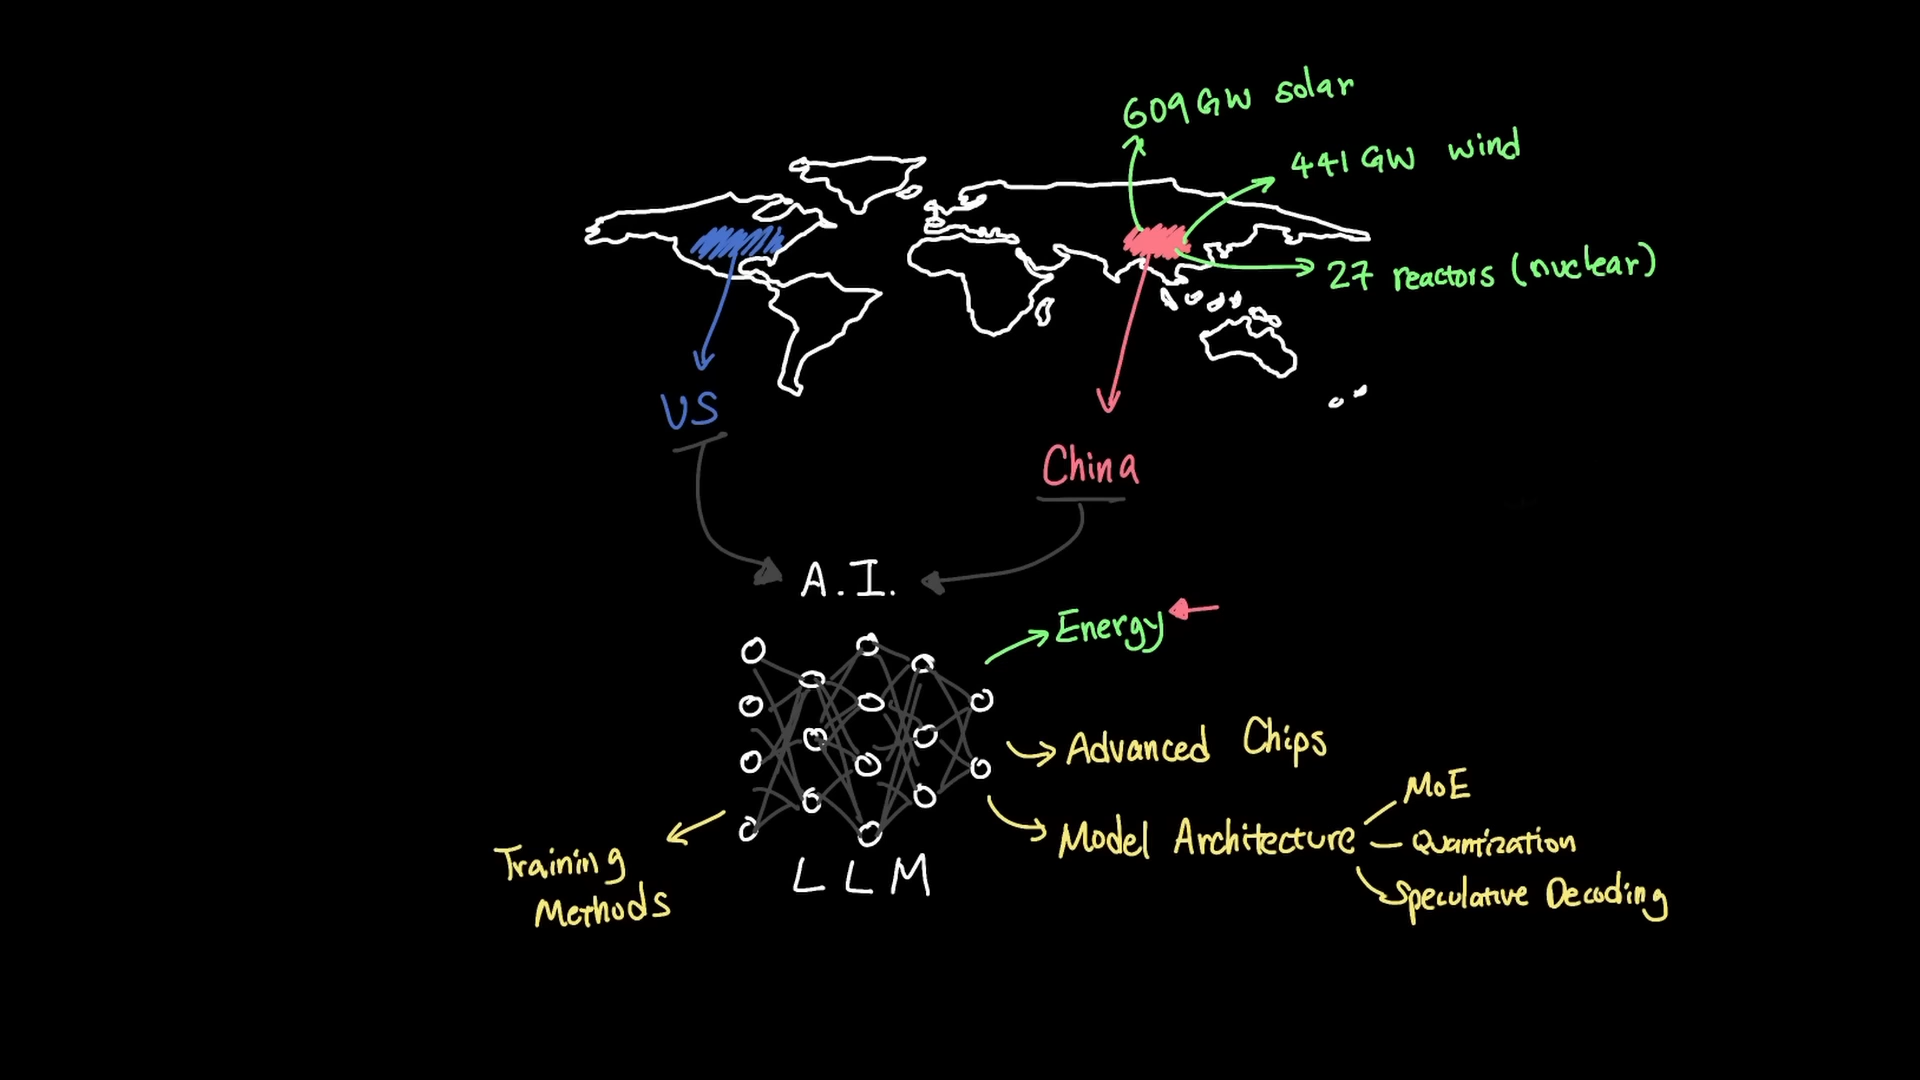 609 GW solar
441 GW wind
27 reactors (nuclear)
US
China
A.I.
Energy
Advanced Chips
MoE
Model Architecture
Quantization
Speculative Decoding
Training
Methods
LLM